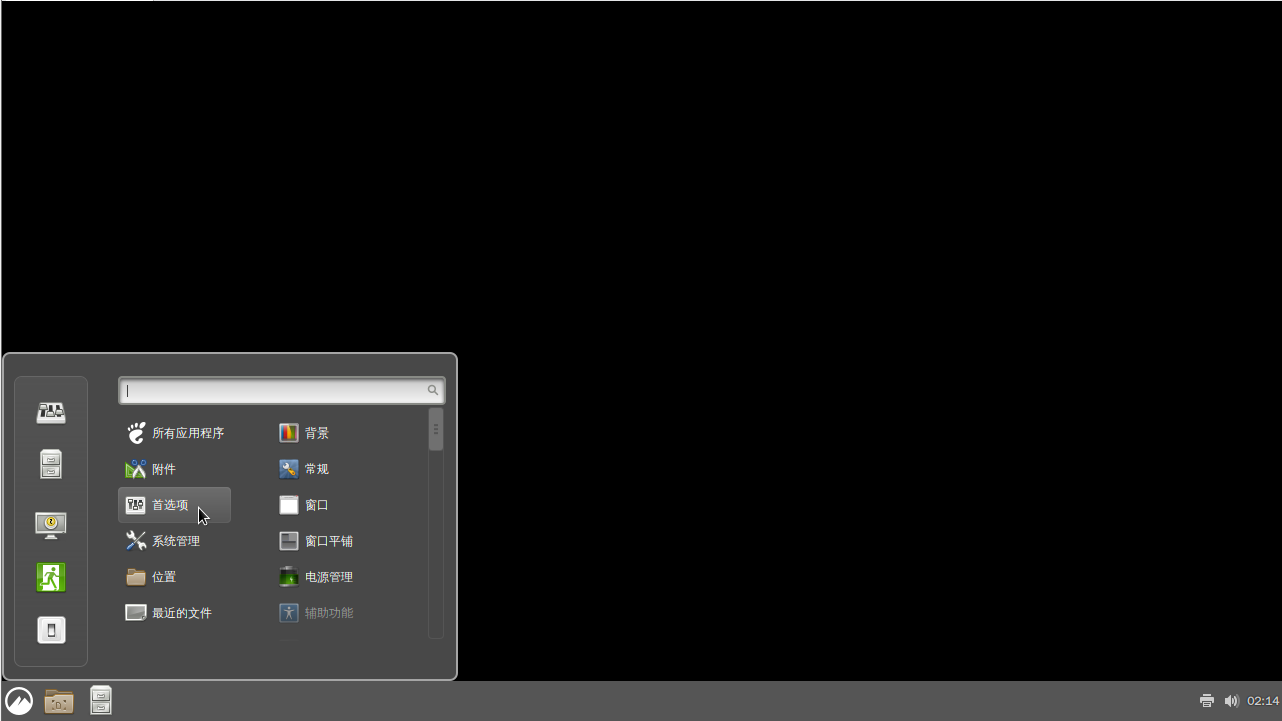 所有应用程序
附件
首选项
系统管理
位置
最近的文件
背景
常规
窗口
窗口平铺
电源管理
辅助功能
02:14